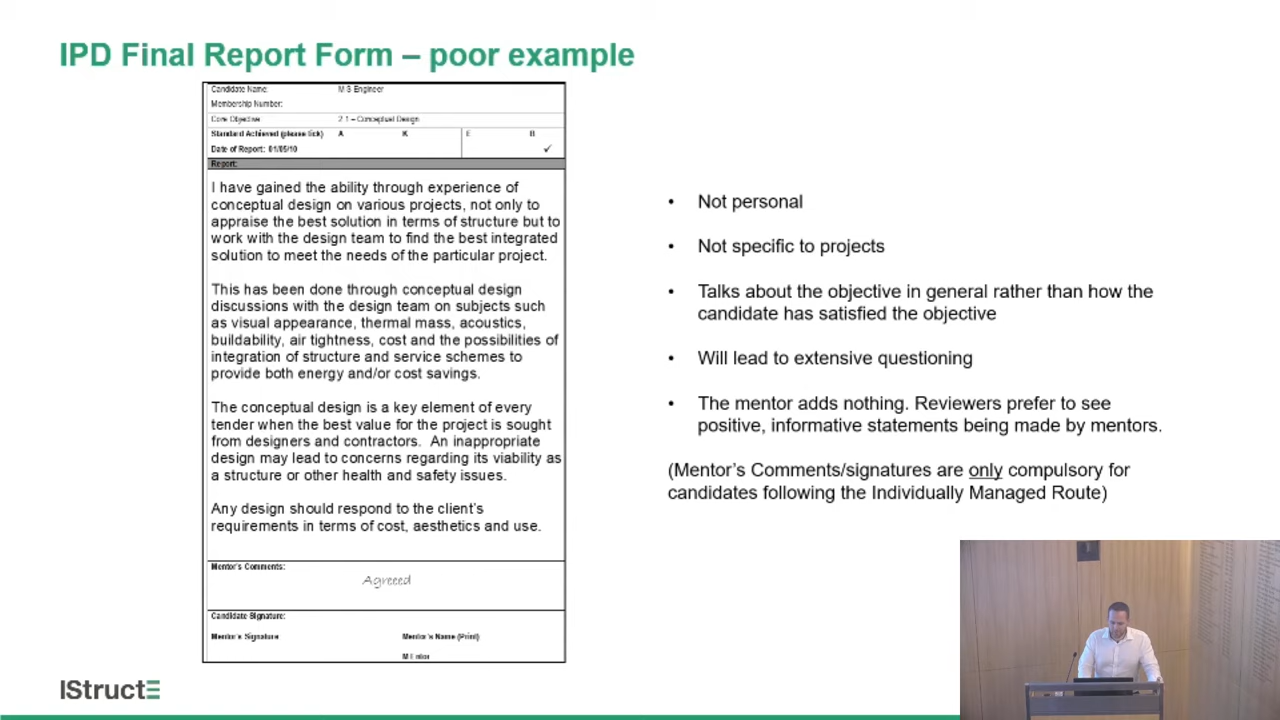 IPD Final Report Form – poor example
Candidate Name: M S Engineer
Membership Number:
Core Objective 2.1 – Conceptual Design
Standard Achieved (please tick) A K E
Date of Report: 01/05/10 ✓
Report:
I have gained the ability through experience of
conceptual design on various projects, not only to
appraise the best solution in terms of structure but to
work with the design team to find the best integrated
solution to meet the needs of the particular project.
This has been done through conceptual design
discussions with the design team on subjects such
as visual appearance, thermal mass, acoustics,
buildability, air tightness, cost and the possibilities of
integration of structure and service schemes to
provide both energy and/or cost savings.
The conceptual design is a key element of every
tender when the best value for the project is sought
from designers and contractors. An inappropriate
design may lead to concerns regarding its viability as
a structure or other health and safety issues.
Any design should respond to the client's
requirements in terms of cost, aesthetics and use.
Mentor's Comments:
Agreeed
Candidate Signature:
Mentor's Signature Mentor's Name (Print)
• Not personal
• Not specific to projects
• Talks about the objective in general rather than how the
candidate has satisfied the objective
• Will lead to extensive questioning
• The mentor adds nothing. Reviewers prefer to see
positive, informative statements being made by mentors.
(Mentor's Comments/signatures are only compulsory for
candidates following the Individually Managed Route)
IStructE